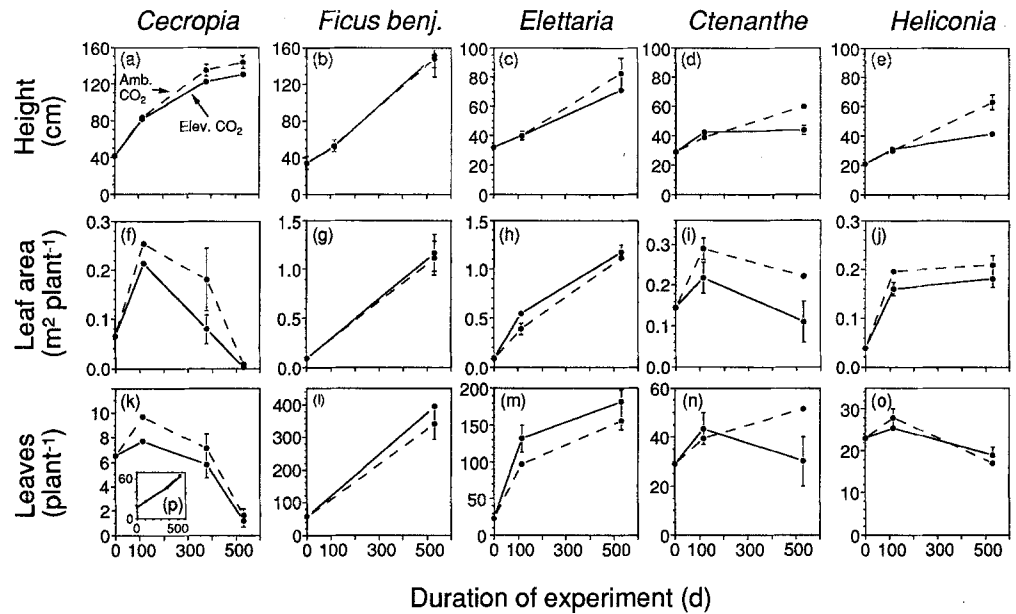 Cecropia Ficus benj. Elettaria Ctenanthe Heliconia
Height (cm)
160 120 80 40 0
(a)
Amb. CO2
Elev. CO2
160 120 80 40 0
(b)
100 80 60 40 20 0
(c)
100 80 60 40 20 0
(d)
100 80 60 40 20 0
(e)
Leaf area (m2 plant-1)
0.3 0.2 0.1 0.0
(f)
1.5 1.0 0.5 0.0
(g)
1.5 1.0 0.5 0.0
(h)
0.3 0.2 0.1 0.0
(i)
0.3 0.2 0.1 0.0
(j)
Leaves (plant-1)
10 8 6 4 2 0
(k)
60 0
(p)
0 500
400 300 200 100 0
(l)
200 150 100 50 0
(m)
60 40 20 0
(n)
30 20 10 0
(o)
0 100 300 500
0 100 300 500
0 100 300 500
0 100 300 500
0 100 300 500
Duration of experiment (d)